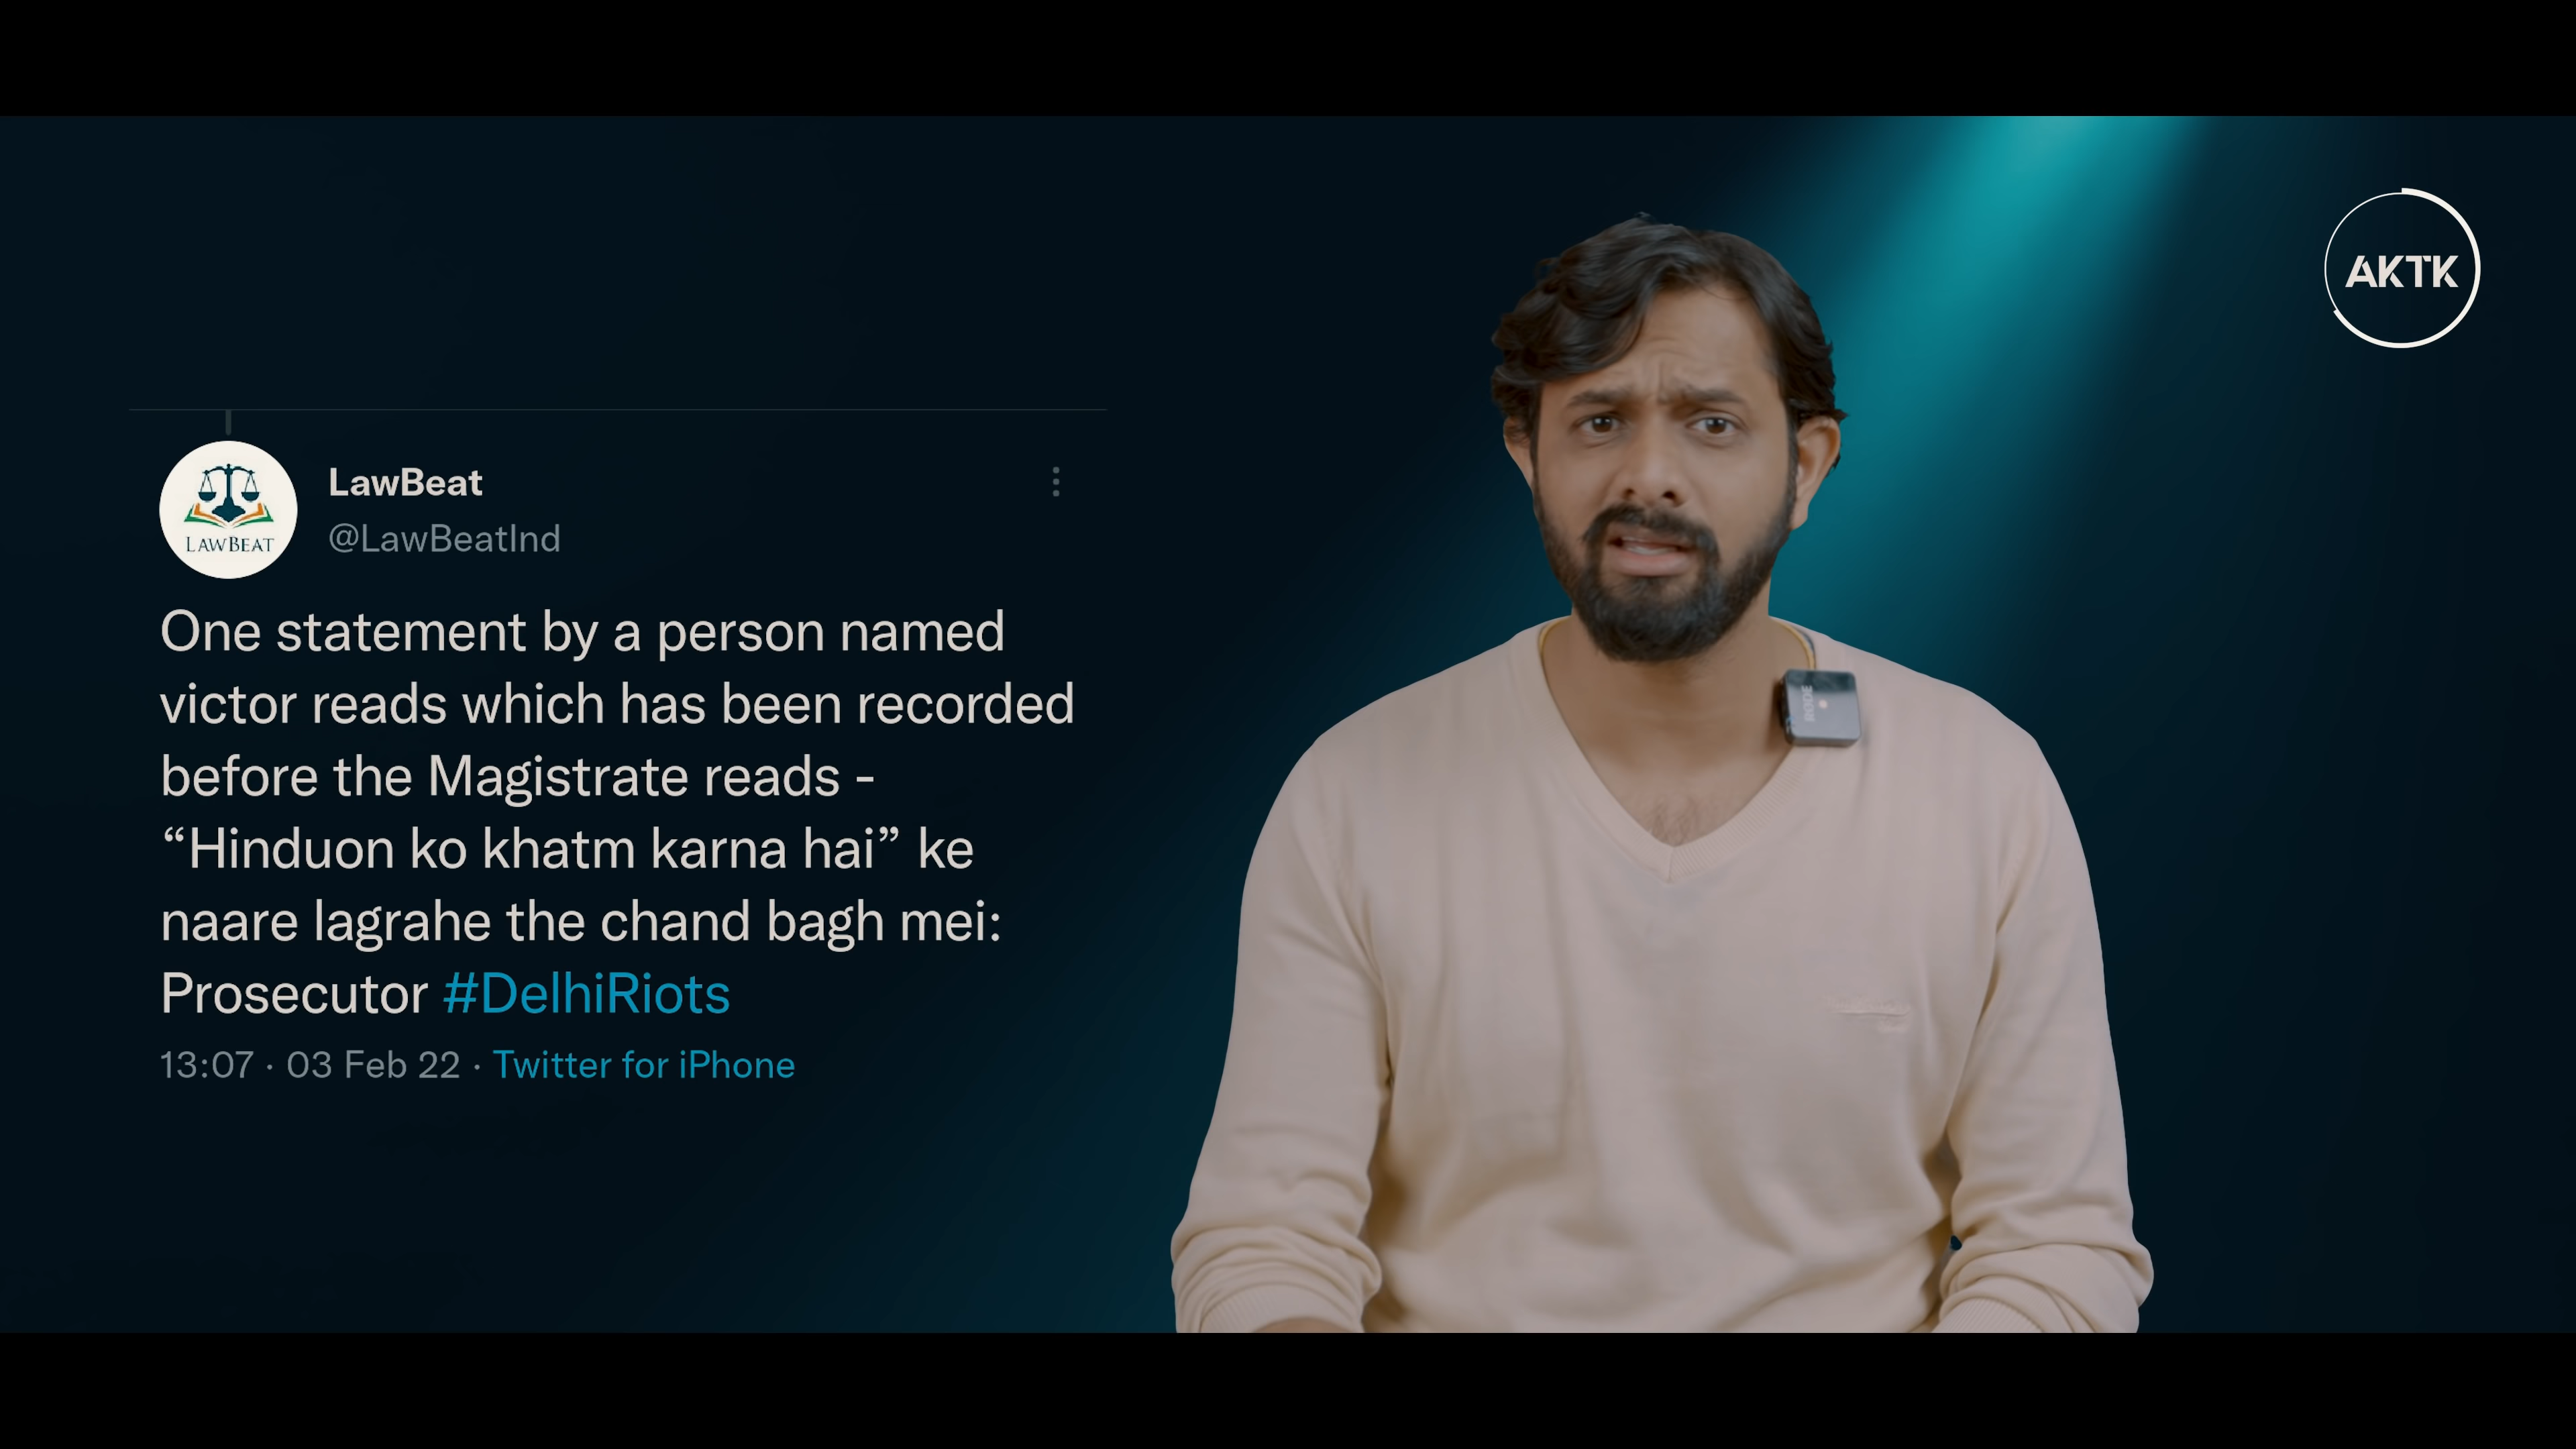 AKTK
LawBeat
@LawBeatInd
LAWBEAT
One statement by a person named
victor reads which has been recorded
before the Magistrate reads -
“Hinduon ko khatm karna hai” ke
naare lagrahe the chand bagh mei:
Prosecutor #DelhiRiots
13:07 · 03 Feb 22 · Twitter for iPhone
RODE